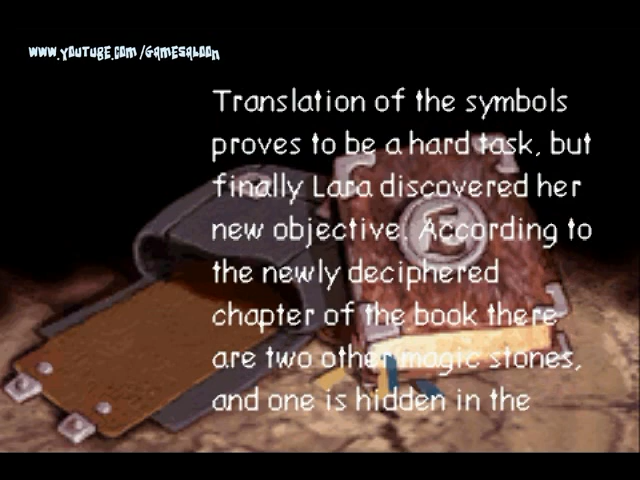 www.youtube.com/Gamesaloon
Translation of the symbols
proves to be a hard task, but
finally Lara discovered her
new objective. According to
the newly deciphered
chapter of the book there
are two other magic stones,
and one is hidden in the